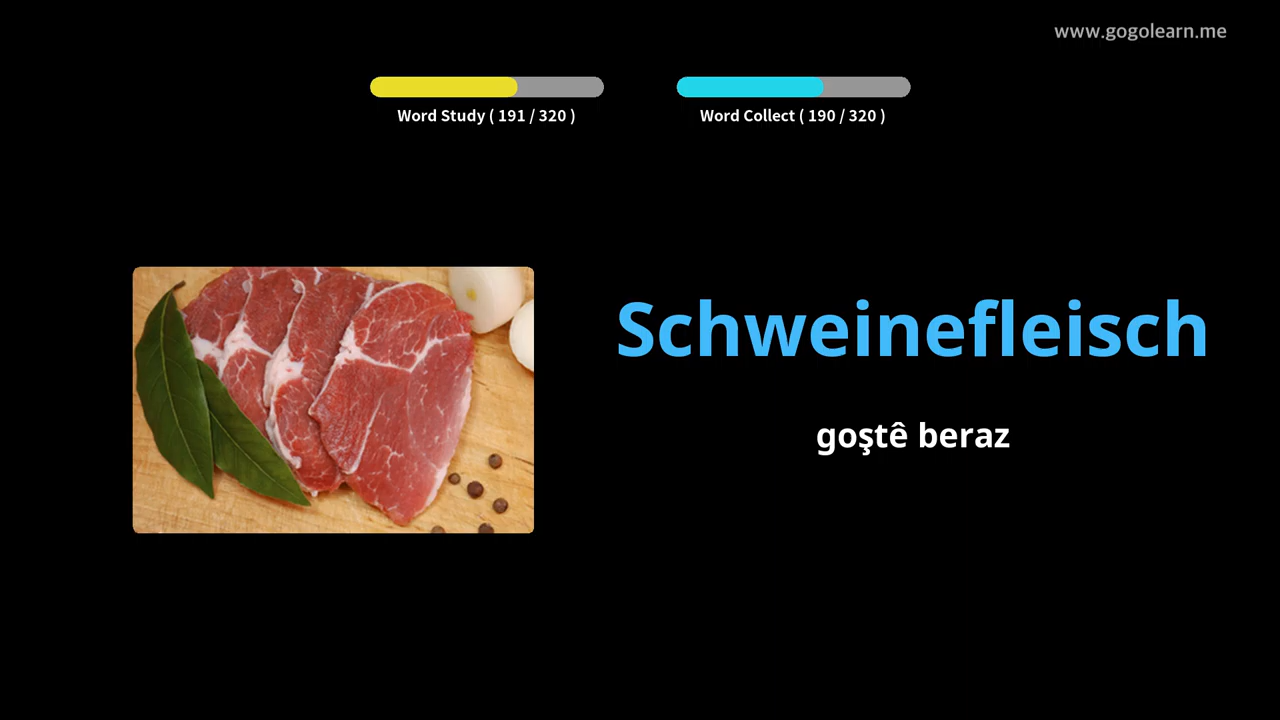 www.gogolearn.me
Word Study ( 191 / 320 )
Word Collect ( 190 / 320 )
Schweinefleisch
goştê beraz